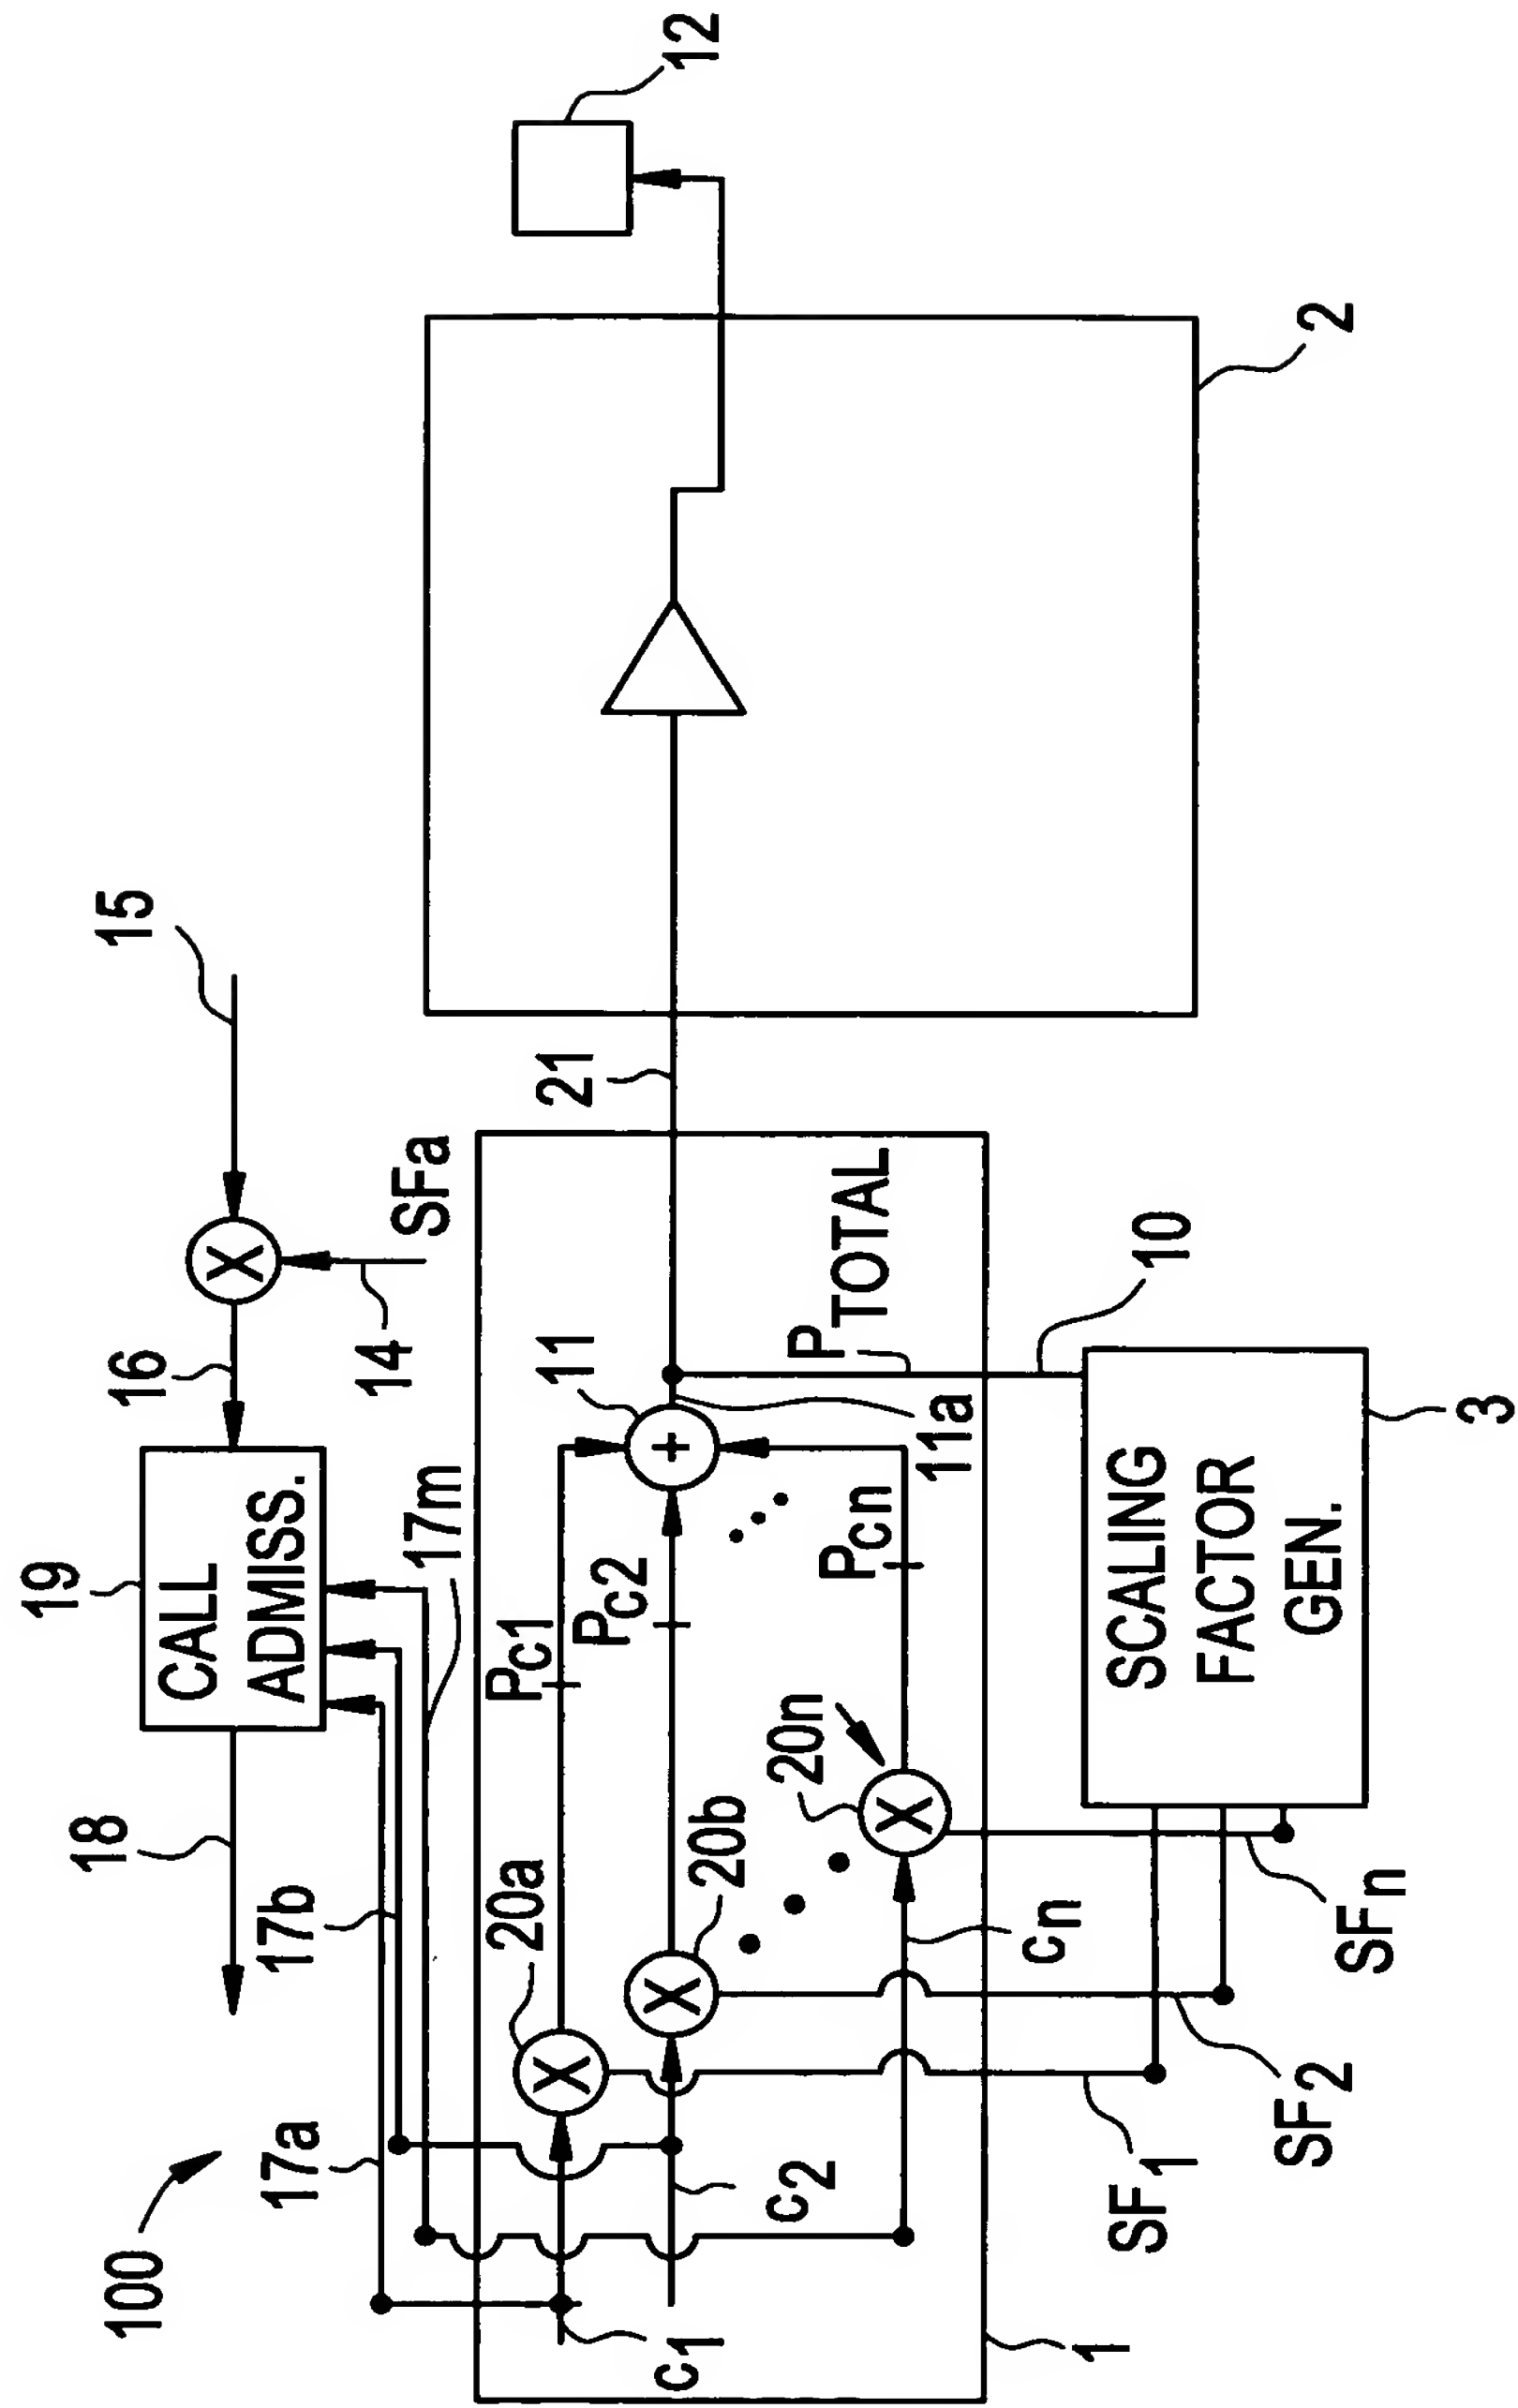 100
17a
17b
18
19
CALL
ADMISS.
16
15
14
SFa
17m
20a
Pc1
20b
Pc2
20n
Pcn
11
11a
PTOTAL
21
10
12
2
c1
c2
cn
1
SF1
SF2
SFn
SCALING
FACTOR
GEN.
3
X
X
X
X
+